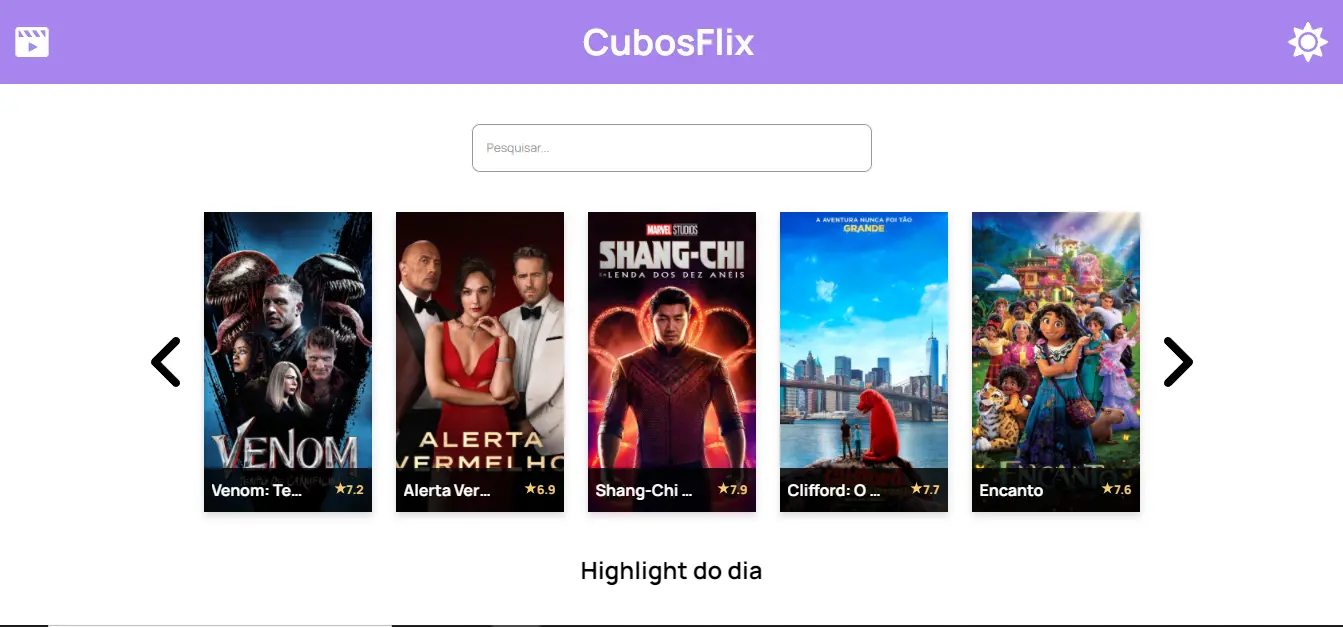 CubosFlix
Pesquisar...
VENOM
Venom: Te...
★7.2
ALERTA
VERMELHO
Alerta Ver...
★6.9
MARVEL STUDIOS
SHANG-CHI
E A LENDA DOS DEZ ANÉIS
Shang-Chi ...
★7.9
A AVENTURA NUNCA FOI TÃO
GRANDE
Clifford: O ...
★7.7
ENCANTO
Encanto
★7.6
Highlight do dia